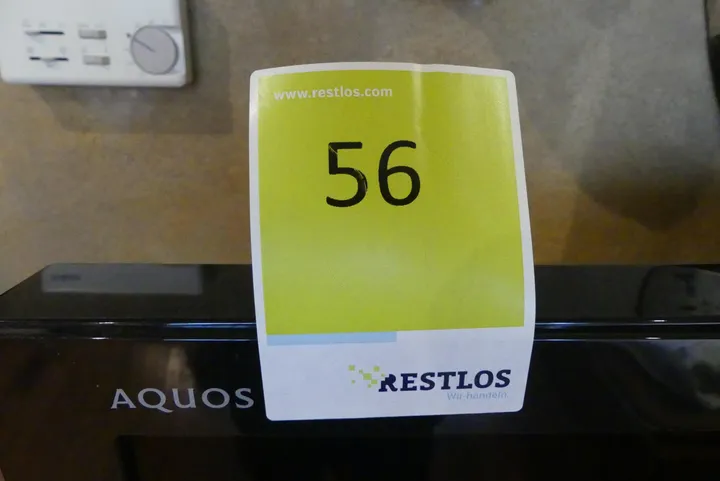 www.restlos.com
56
RESTLOS
Wir handeln.
AQUOS